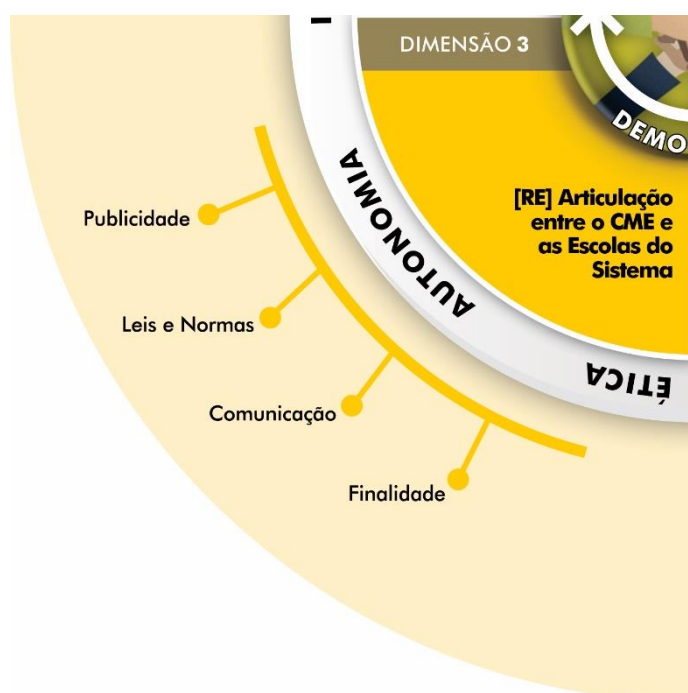 DIMENSÃO 3
DEMO
[RE] Articulação
entre o CME e
as Escolas do
Sistema
AUTONOMIA
ÉTICA
Publicidade
Leis e Normas
Comunicação
Finalidade